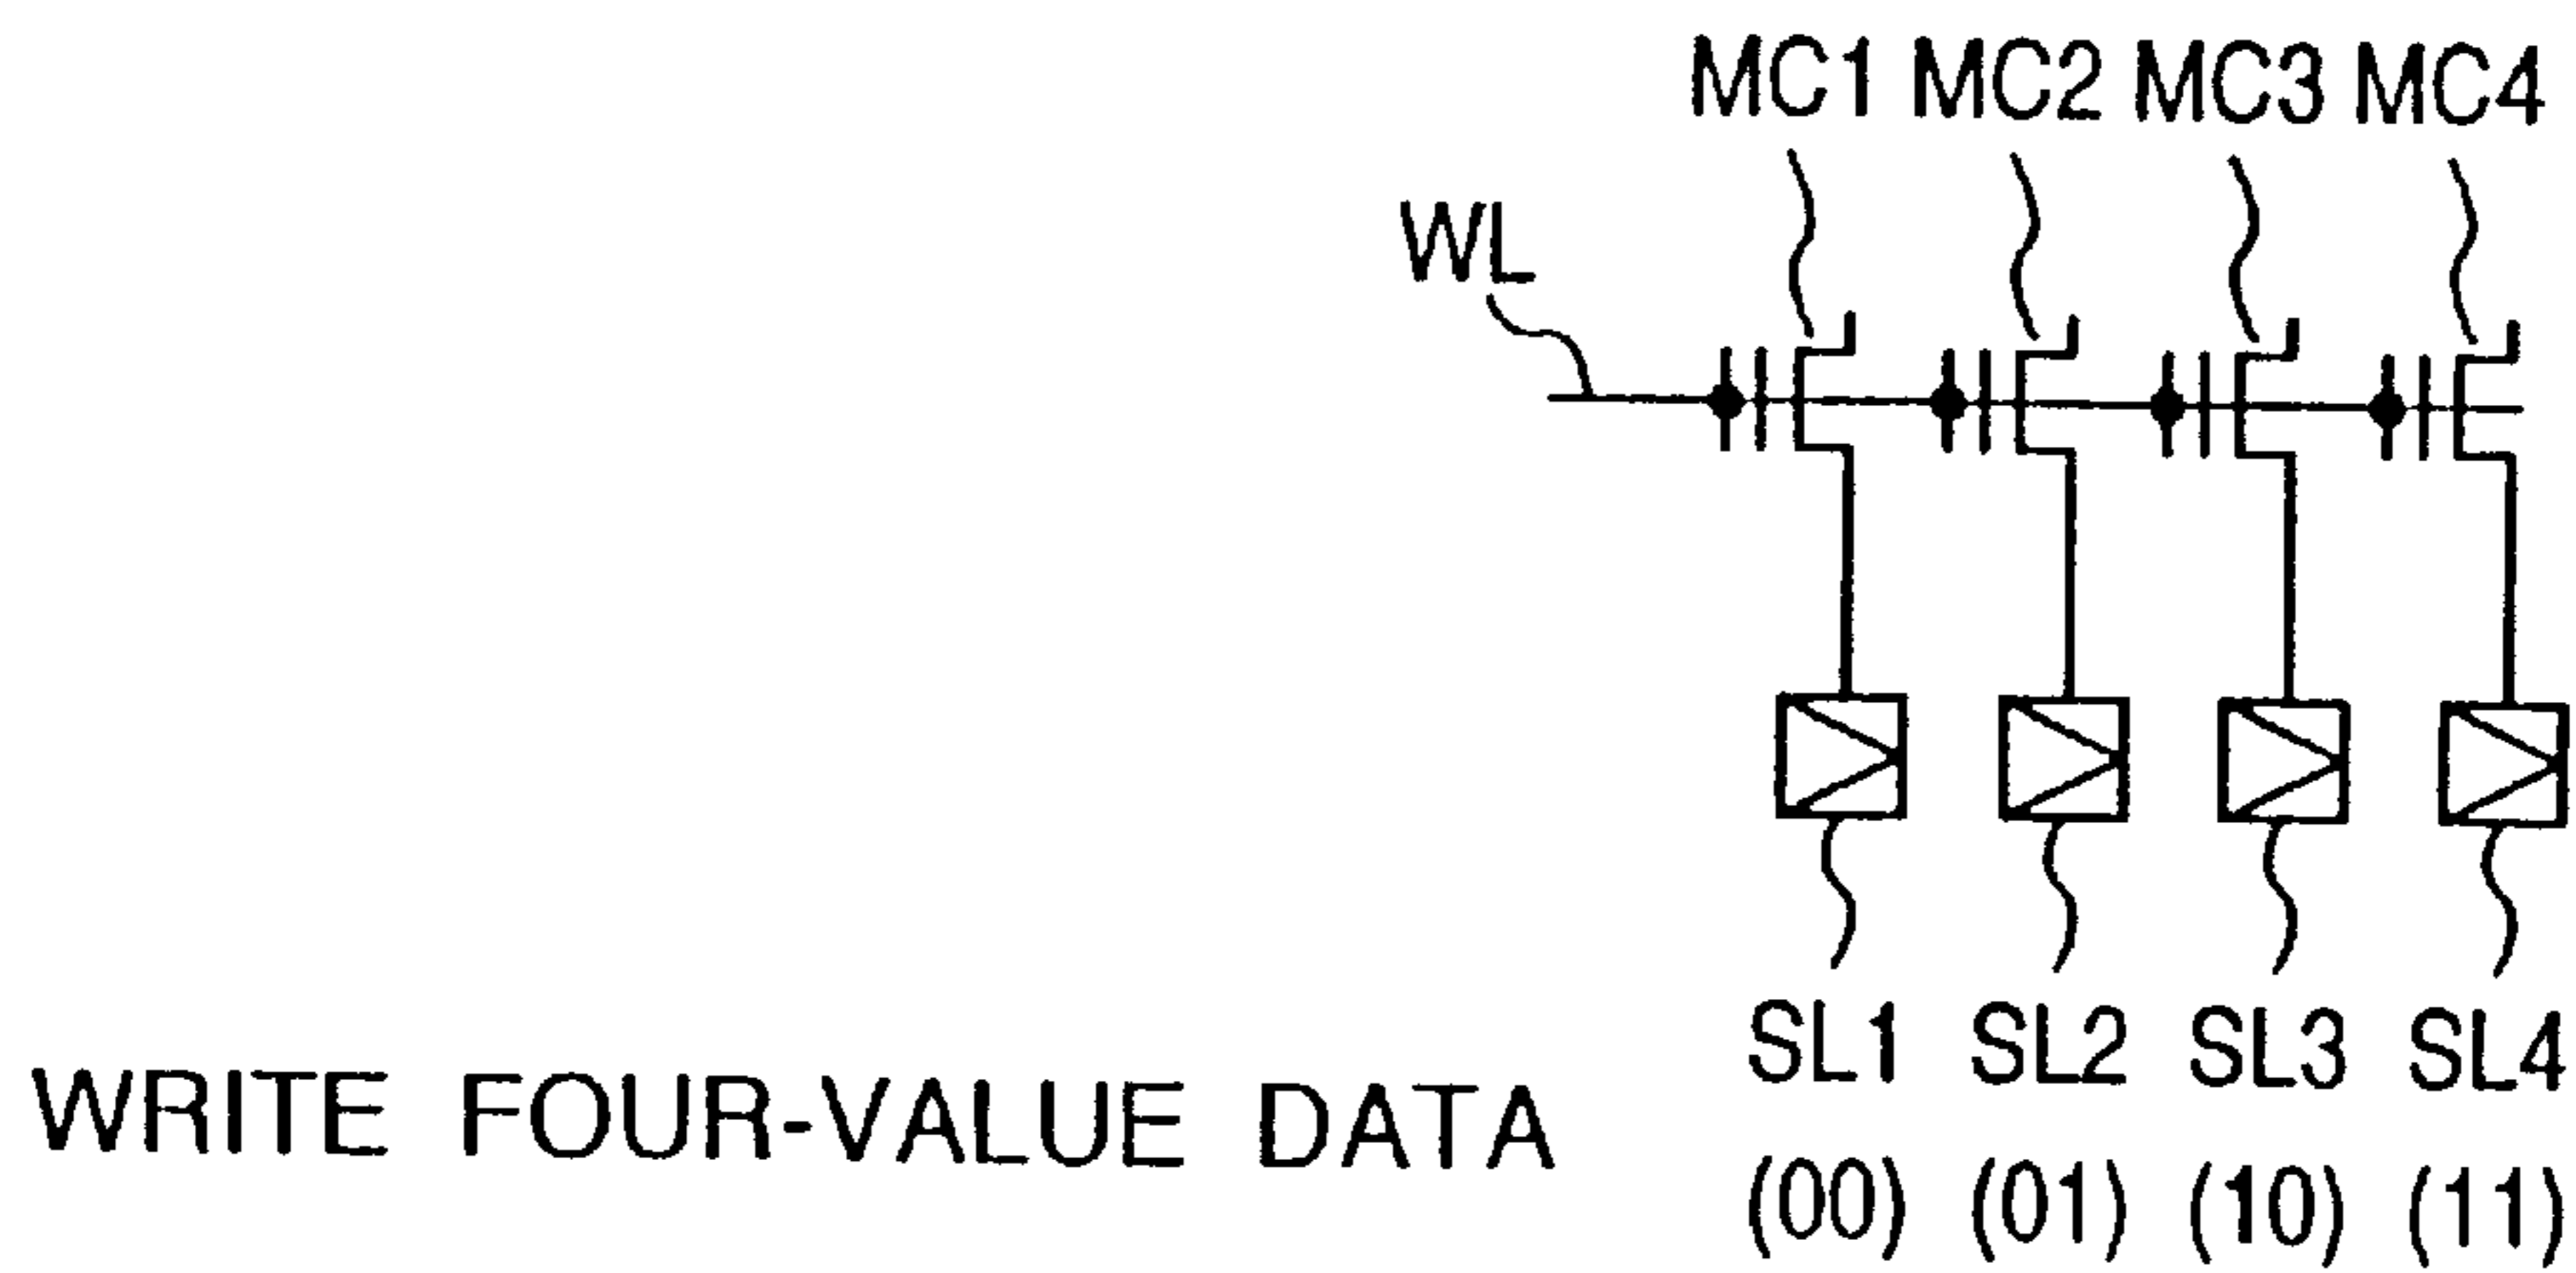 MC1 MC2 MC3 MC4
WL
SL1 SL2 SL3 SL4
WRITE FOUR-VALUE DATA
(00) (01) (10) (11)